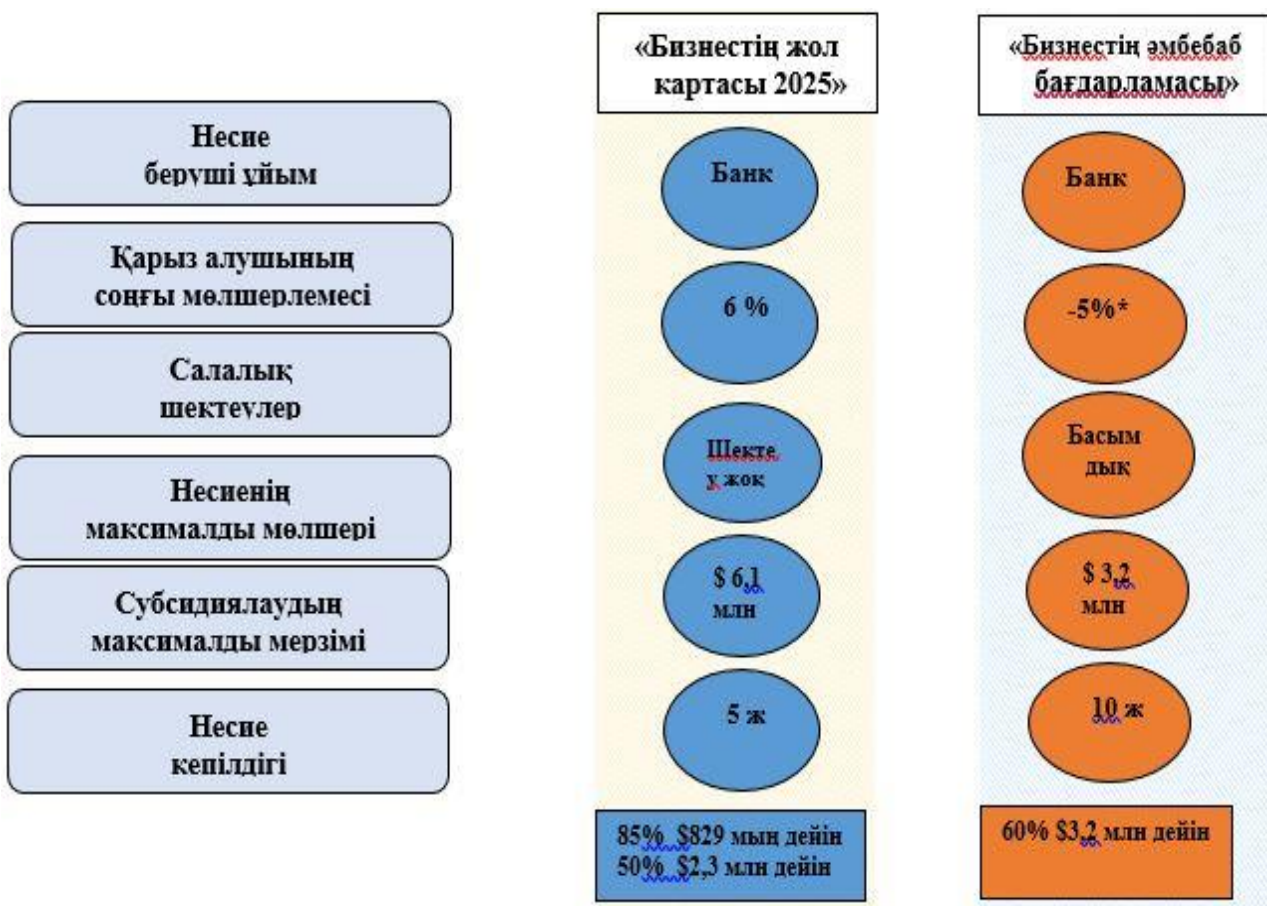 «Бизнестің жол
картасы 2025»
«Бизнестің әмбебаб
бағдарламасы»
Несие
беруші ұйым
Банк
Банк
Қарыз алушының
соңғы мөлшерлемесі
6 %
-5%*
Салалық
шектеулер
Шекте
у жоқ
Басым
дық
Несиенің
максималды мөлшері
$ 6,1
млн
$ 3,2
млн
Субсидиялаудың
максималды мерзімі
5 ж
10 ж
Несие
кепілдігі
85% $829 мың дейін
50% $2,3 млн дейін
60% $3,2 млн дейін